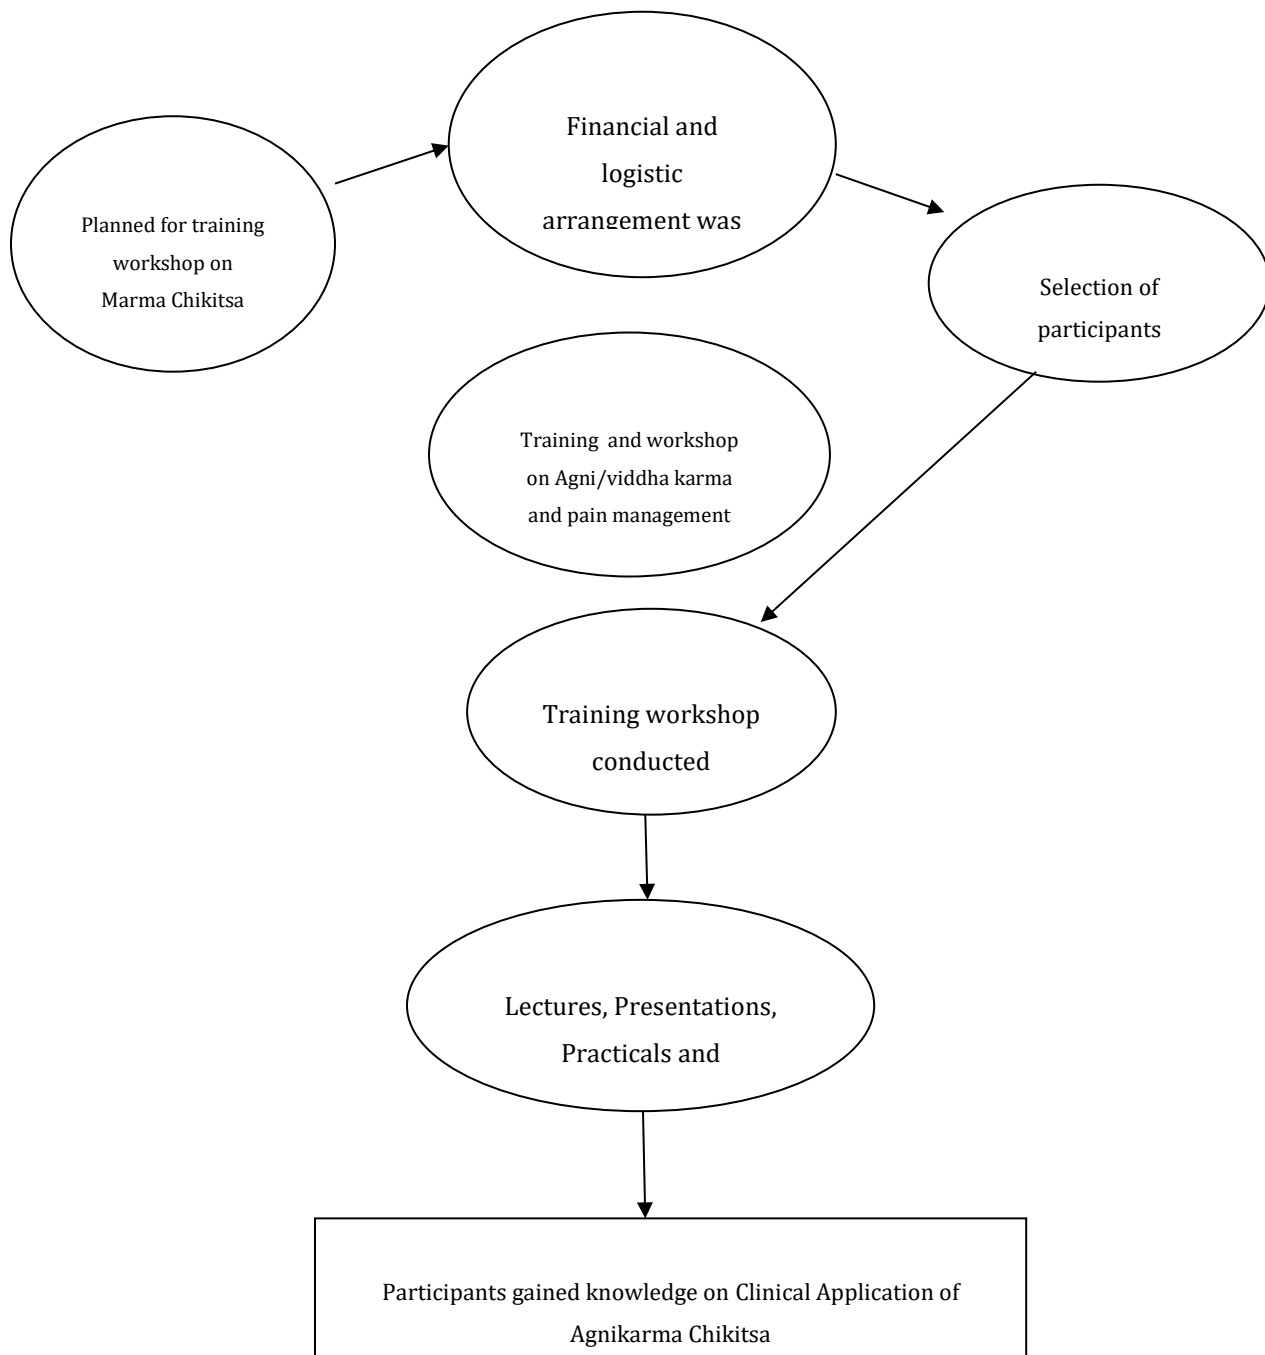 Financial and
logistic
arrangement was
Planned for training
workshop on
Marma Chikitsa
Selection of
participants
Training and workshop
on Agni/viddha karma
and pain management
Training workshop
conducted
Lectures, Presentations,
Practicals and
Participants gained knowledge on Clinical Application of
Agnikarma Chikitsa